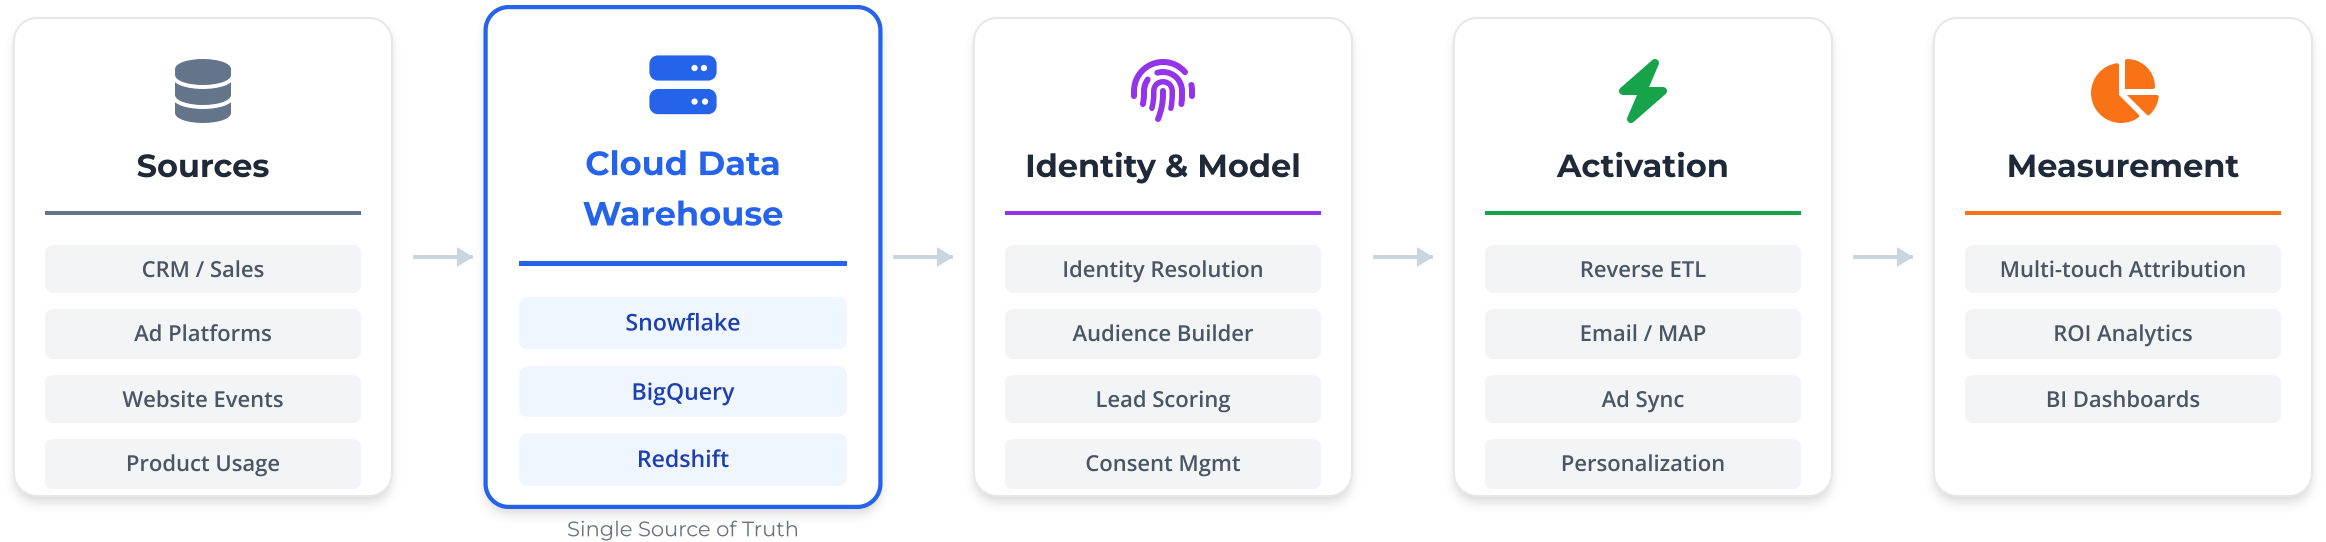 Sources
CRM / Sales
Ad Platforms
Website Events
Product Usage
Cloud Data
Warehouse
Snowflake
BigQuery
Redshift
Single Source of Truth
Identity & Model
Identity Resolution
Audience Builder
Lead Scoring
Consent Mgmt
Activation
Reverse ETL
Email / MAP
Ad Sync
Personalization
Measurement
Multi-touch Attribution
ROI Analytics
BI Dashboards